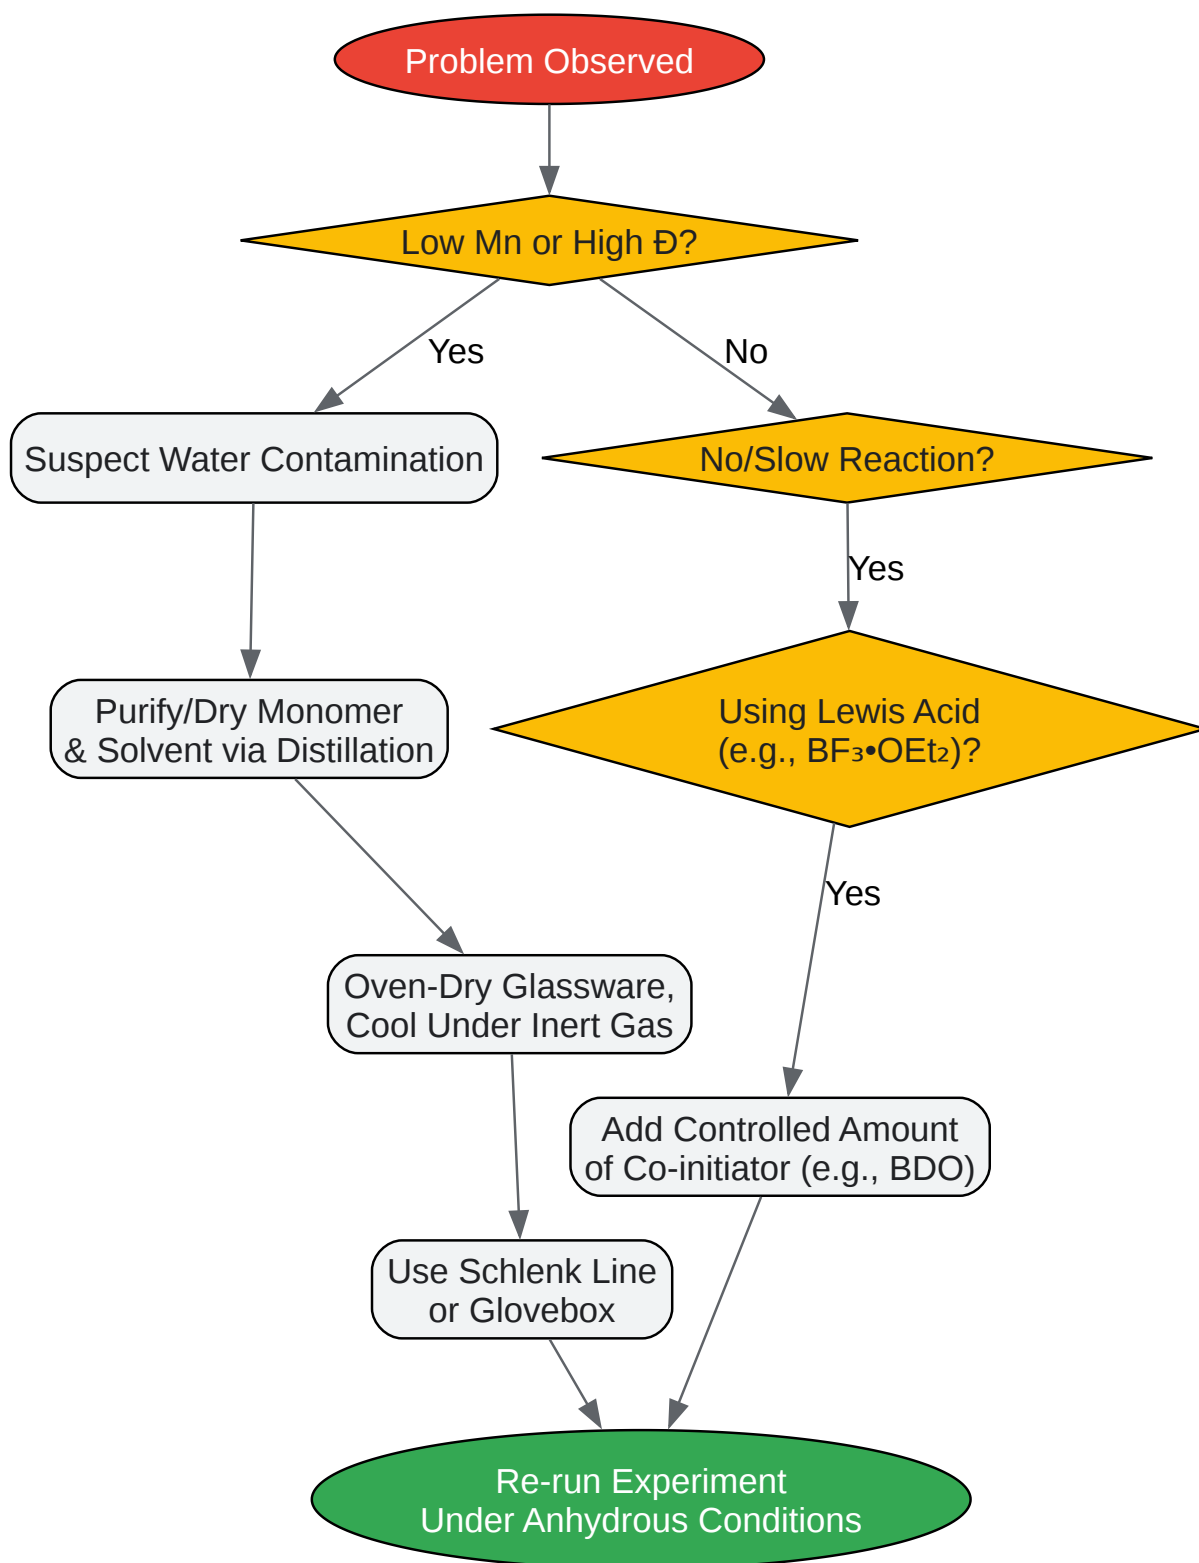 Problem Observed
Low Mn or High Đ?
Yes
No
Suspect Water Contamination
No/Slow Reaction?
Yes
Purify/Dry Monomer
& Solvent via Distillation
Using Lewis Acid
(e.g., BF₃•OEt₂)?
Yes
Oven-Dry Glassware,
Cool Under Inert Gas
Add Controlled Amount
of Co-initiator (e.g., BDO)
Use Schlenk Line
or Glovebox
Re-run Experiment
Under Anhydrous Conditions